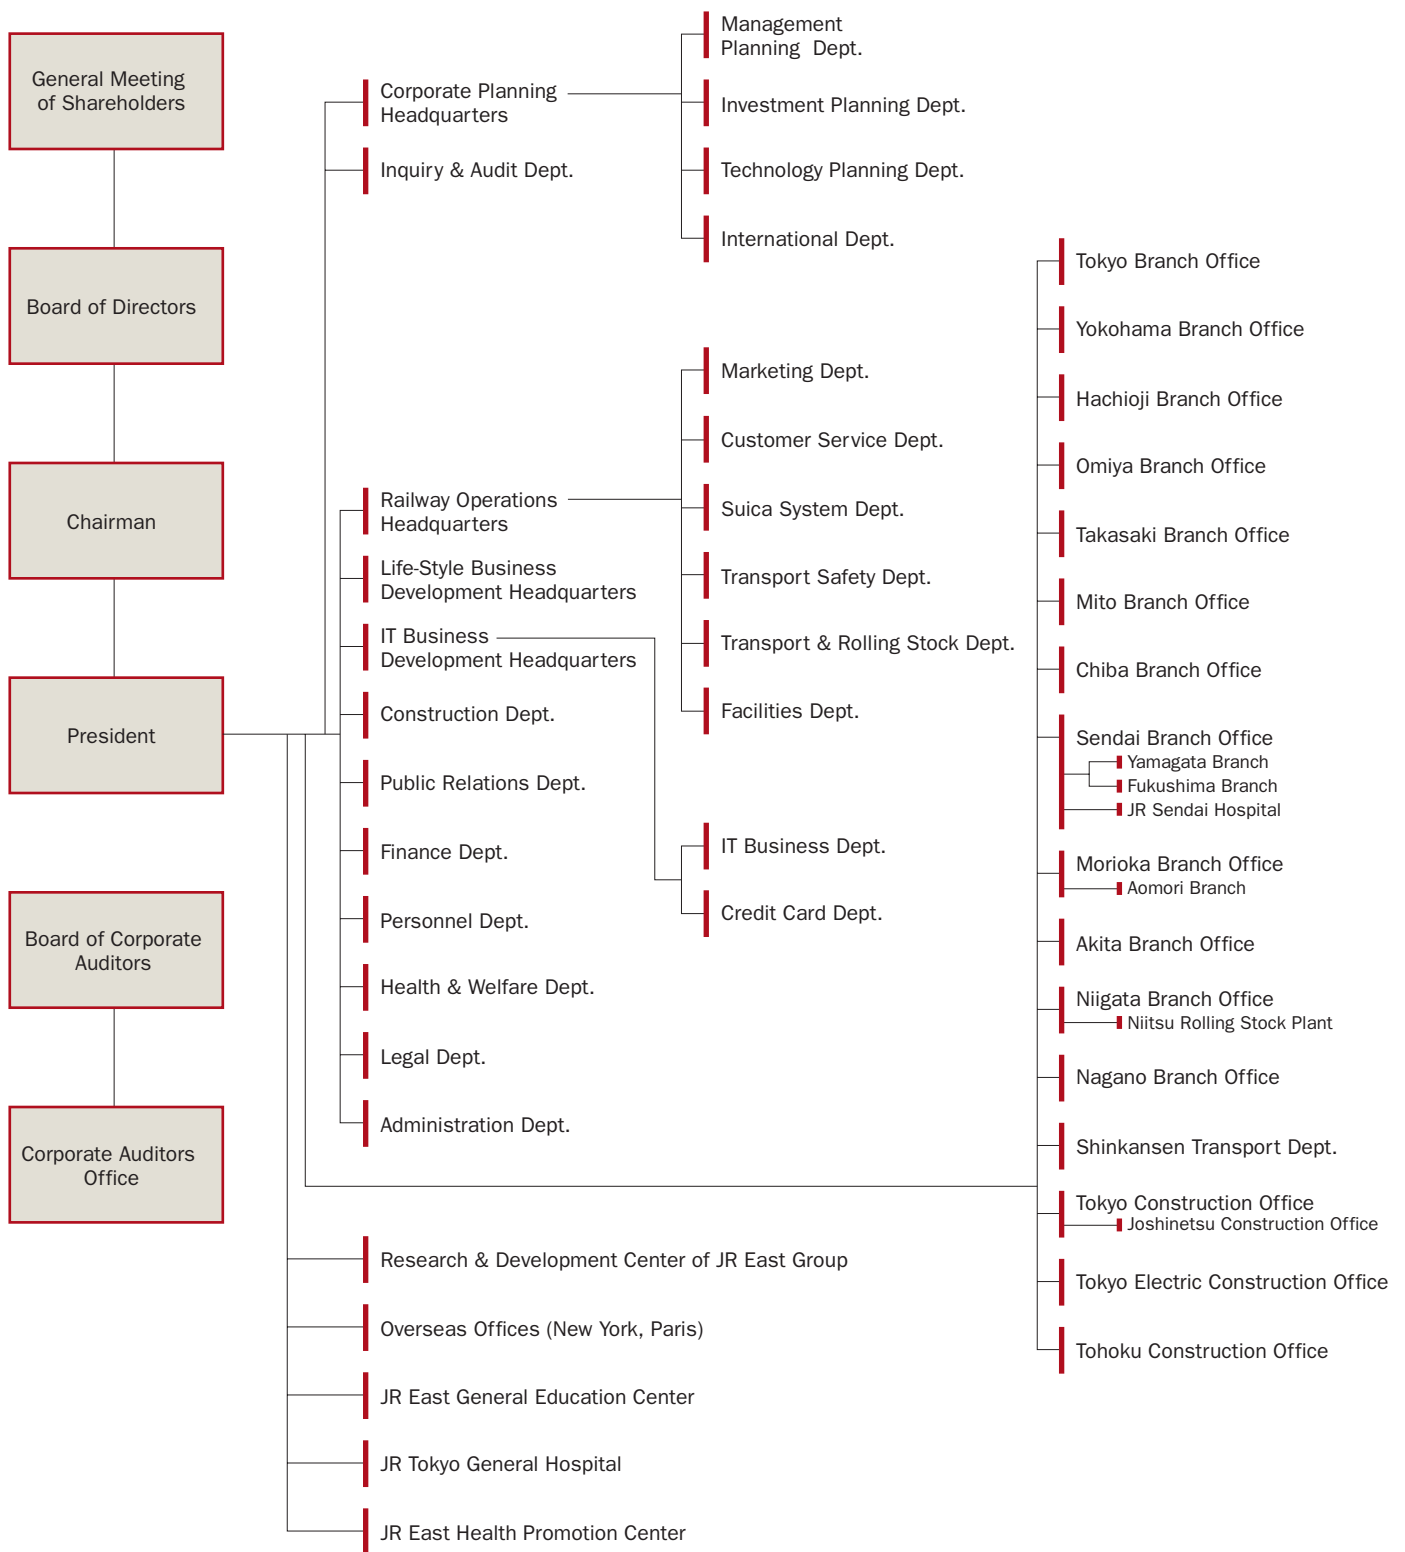 General Meeting
of Shareholders
Board of Directors
Chairman
President
Board of Corporate
Auditors
Corporate Auditors
Office
Corporate Planning
Headquarters
Inquiry & Audit Dept.
Railway Operations
Headquarters
Life-Style Business
Development Headquarters
IT Business
Development Headquarters
Construction Dept.
Public Relations Dept.
Finance Dept.
Personnel Dept.
Health & Welfare Dept.
Legal Dept.
Administration Dept.
Research & Development Center of JR East Group
Overseas Offices (New York, Paris)
JR East General Education Center
JR Tokyo General Hospital
JR East Health Promotion Center
Management
Planning Dept.
Investment Planning Dept.
Technology Planning Dept.
International Dept.
Marketing Dept.
Customer Service Dept.
Suica System Dept.
Transport Safety Dept.
Transport & Rolling Stock Dept.
Facilities Dept.
IT Business Dept.
Credit Card Dept.
Tokyo Branch Office
Yokohama Branch Office
Hachioji Branch Office
Omiya Branch Office
Takasaki Branch Office
Mito Branch Office
Chiba Branch Office
Sendai Branch Office
Yamagata Branch
Fukushima Branch
JR Sendai Hospital
Morioka Branch Office
Aomori Branch
Akita Branch Office
Niigata Branch Office
Niitsu Rolling Stock Plant
Nagano Branch Office
Shinkansen Transport Dept.
Tokyo Construction Office
Joshinetsu Construction Office
Tokyo Electric Construction Office
Tohoku Construction Office